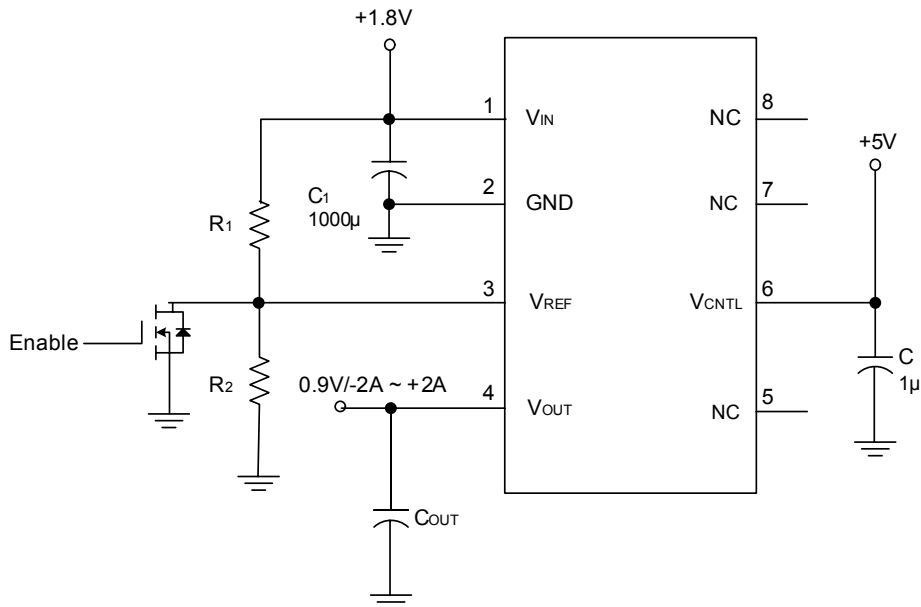 +1.8V
1
VIN
NC
8
+5V
C1
1000µ
2
GND
NC
7
R1
3
VREF
VCNTL
6
Enable
R2
0.9V/-2A ~ +2A
4
VOUT
NC
5
C
1µ
COUT